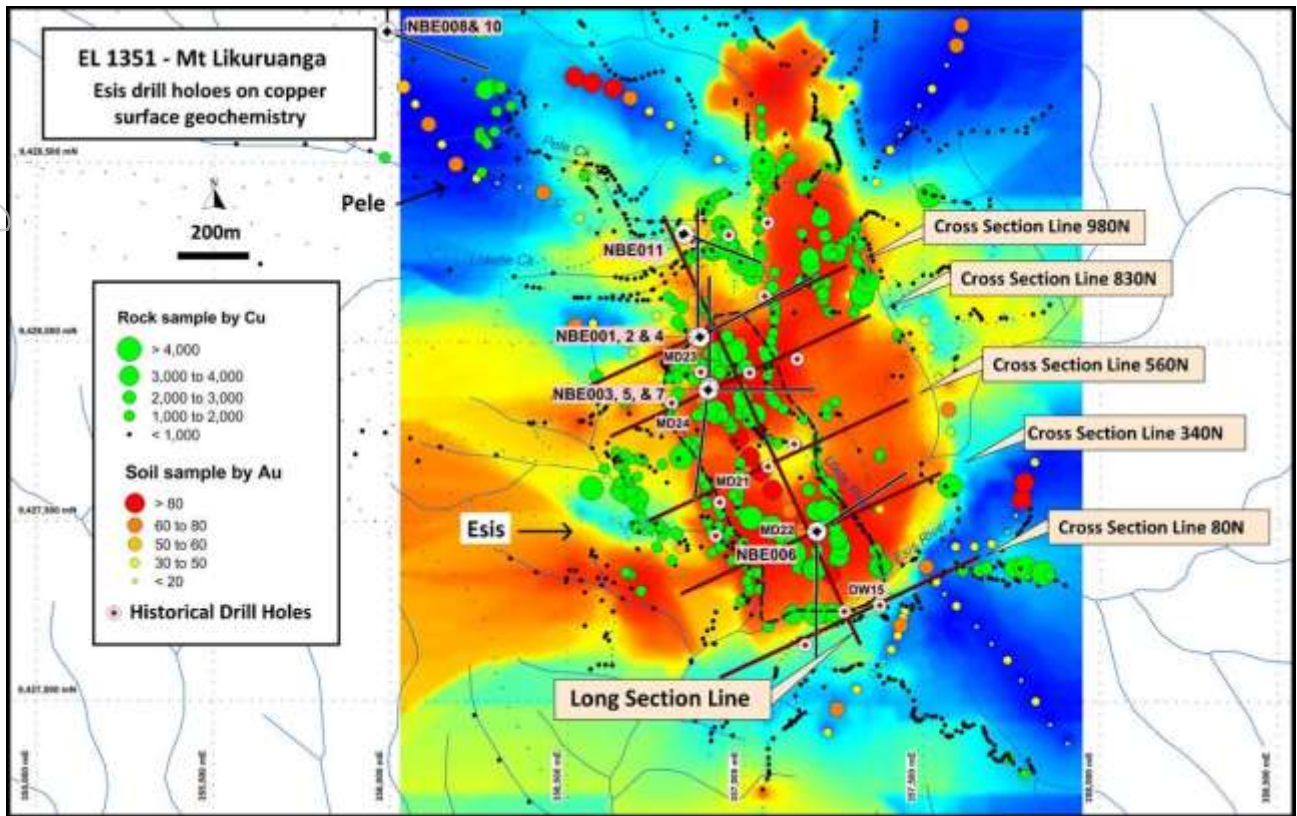 NBE008& 10
EL 1351 - Mt Likuruanga
Esis drill holoes on copper
surface geochemistry
N
200m
Pele Ck
Pele
Rock sample by Cu
> 4,000
3,000 to 4,000
2,000 to 3,000
1,000 to 2,000
< 1,000
Soil sample by Au
> 80
60 to 80
50 to 60
30 to 50
< 20
Historical Drill Holes
NBE011
NBE001, 2 & 4
MD23
NBE003, 5, & 7
MD24
MD21
Esis
MD22
NBE006
DW15
Cross Section Line 980N
Cross Section Line 830N
Cross Section Line 560N
Cross Section Line 340N
Cross Section Line 80N
Long Section Line